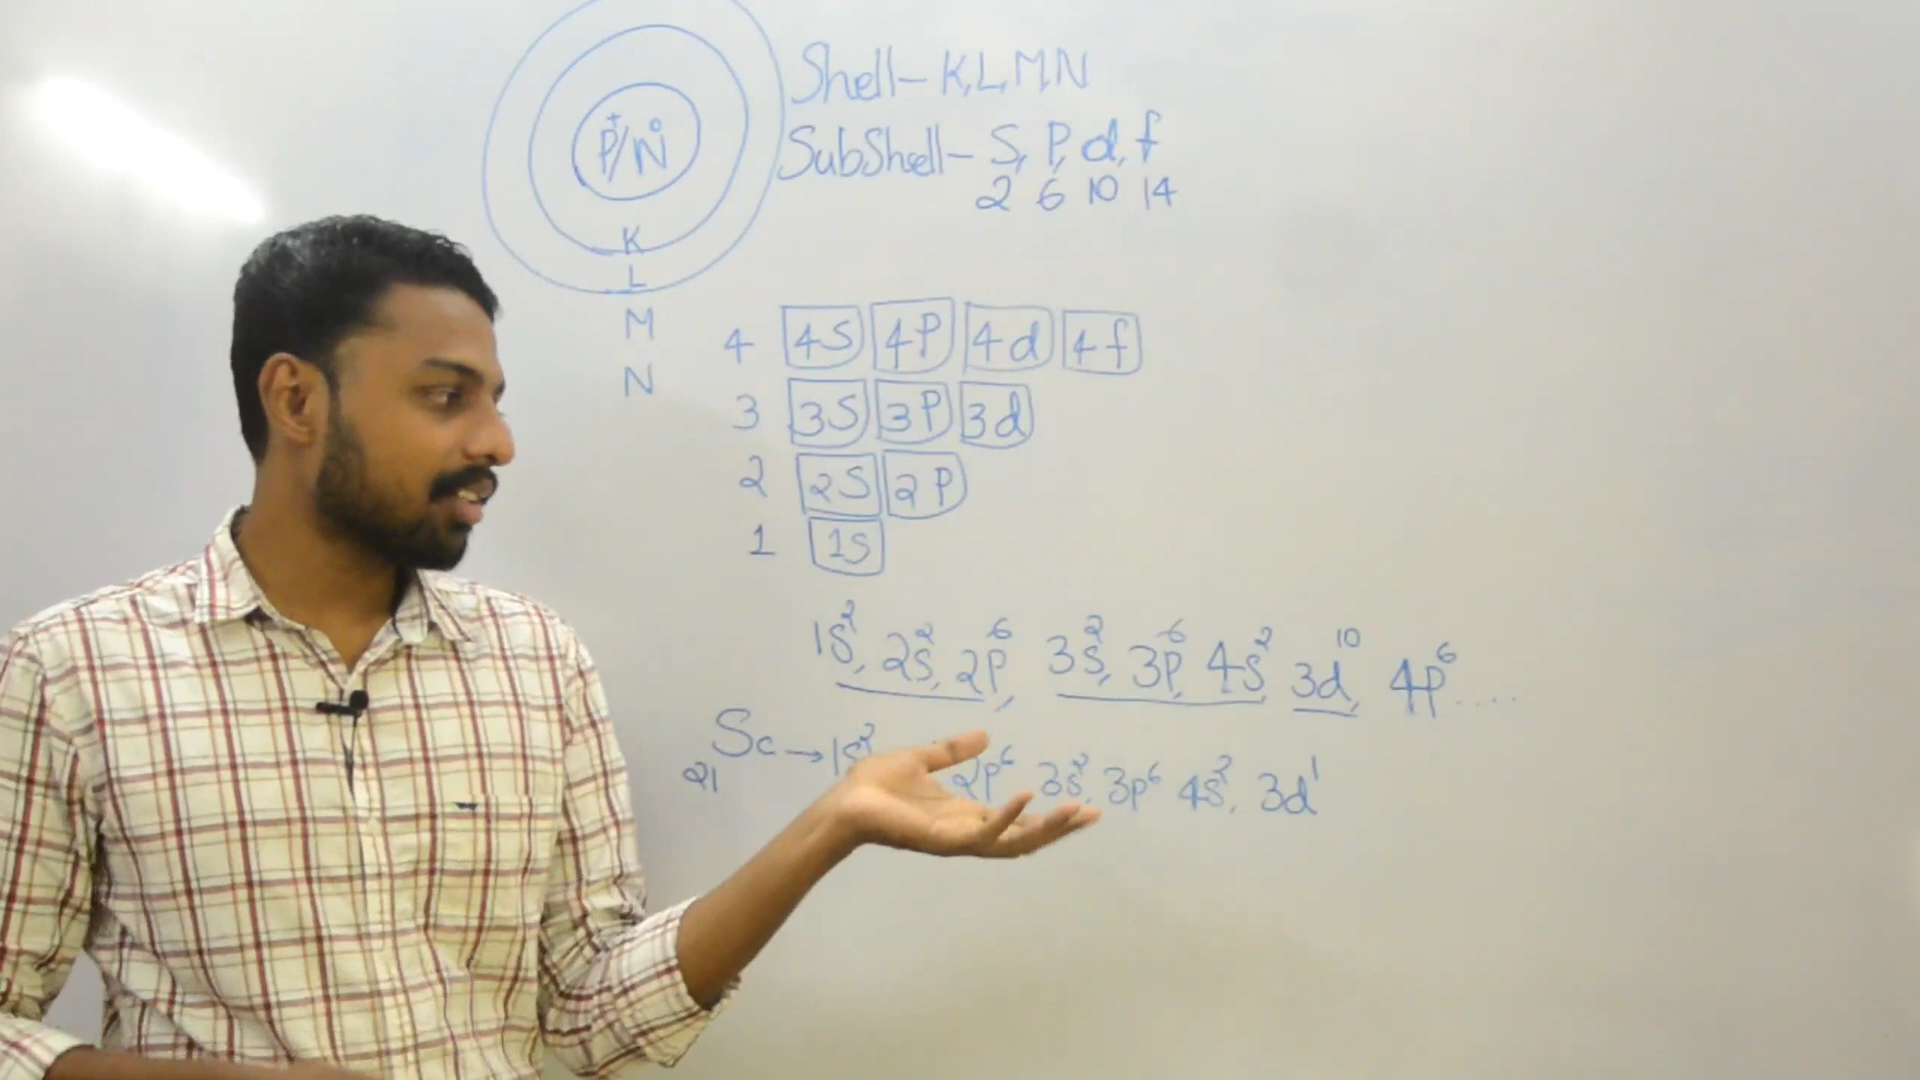 P⁺/N⁰
K
L
M
N
Shell - K, L, M, N
SubShell - S, P, d, f
2 6 10 14
4 4S 4P 4d 4f
3 3S 3P 3d
2 2S 2P
1 1S
1S², 2S², 2P⁶, 3S², 3P⁶, 4S² 3d¹⁰, 4P⁶ .....
₂₁Sc → 1S² 2P⁶ 3S², 3P⁶ 4S², 3d¹